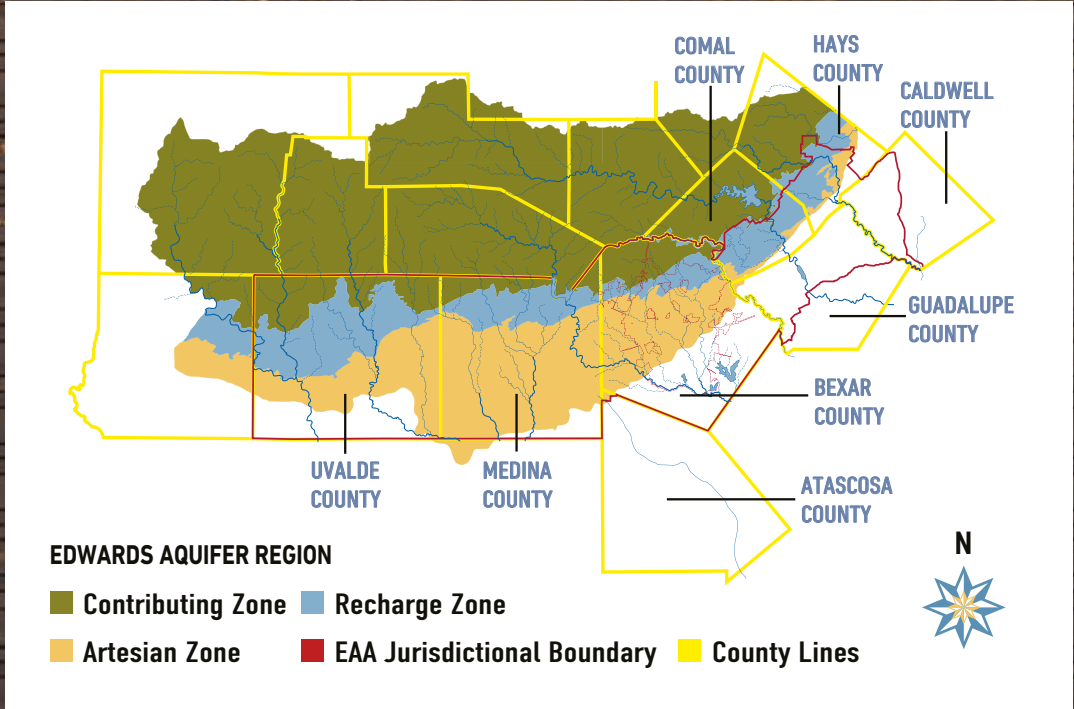 COMAL
COUNTY
HAYS
COUNTY
CALDWELL
COUNTY
GUADALUPE
COUNTY
BEXAR
COUNTY
UVALDE
COUNTY
MEDINA
COUNTY
ATASCOSA
COUNTY
EDWARDS AQUIFER REGION
N
Contributing Zone
Recharge Zone
Artesian Zone
EAA Jurisdictional Boundary
County Lines